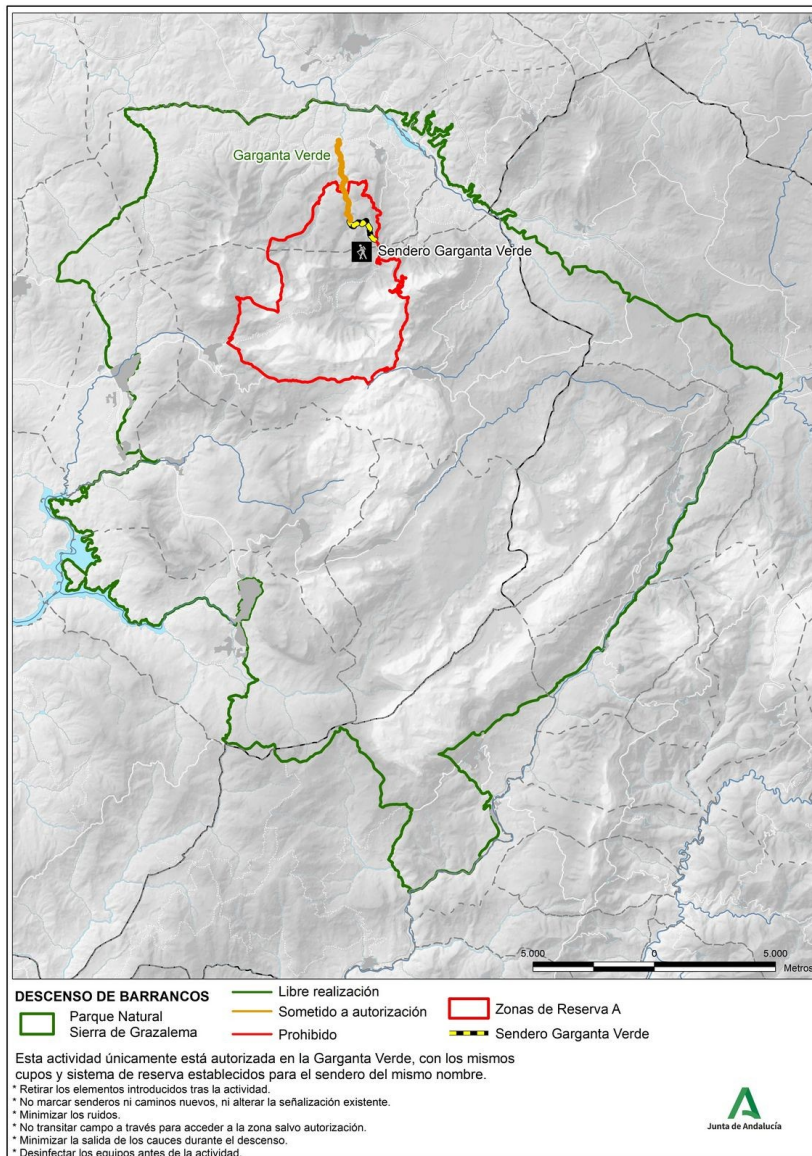 Garganta Verde
Sendero Garganta Verde
5.000 0 5.000
Metros
DESCENSO DE BARRANCOS
Parque Natural
Sierra de Grazalema
Libre realización
Sometido a autorización
Prohibido
Zonas de Reserva A
Sendero Garganta Verde
Esta actividad únicamente está autorizada en la Garganta Verde, con los mismos
cupos y sistema de reserva establecidos para el sendero del mismo nombre.
* Retirar los elementos introducidos tras la actividad.
* No marcar senderos ni caminos nuevos, ni alterar la señalización existente.
* Minimizar los ruidos.
* No transitar campo a través para acceder a la zona salvo autorización.
* Minimizar la salida de los cauces durante el descenso.
* Desinfectar los equipos antes de la actividad.
Junta de Andalucía